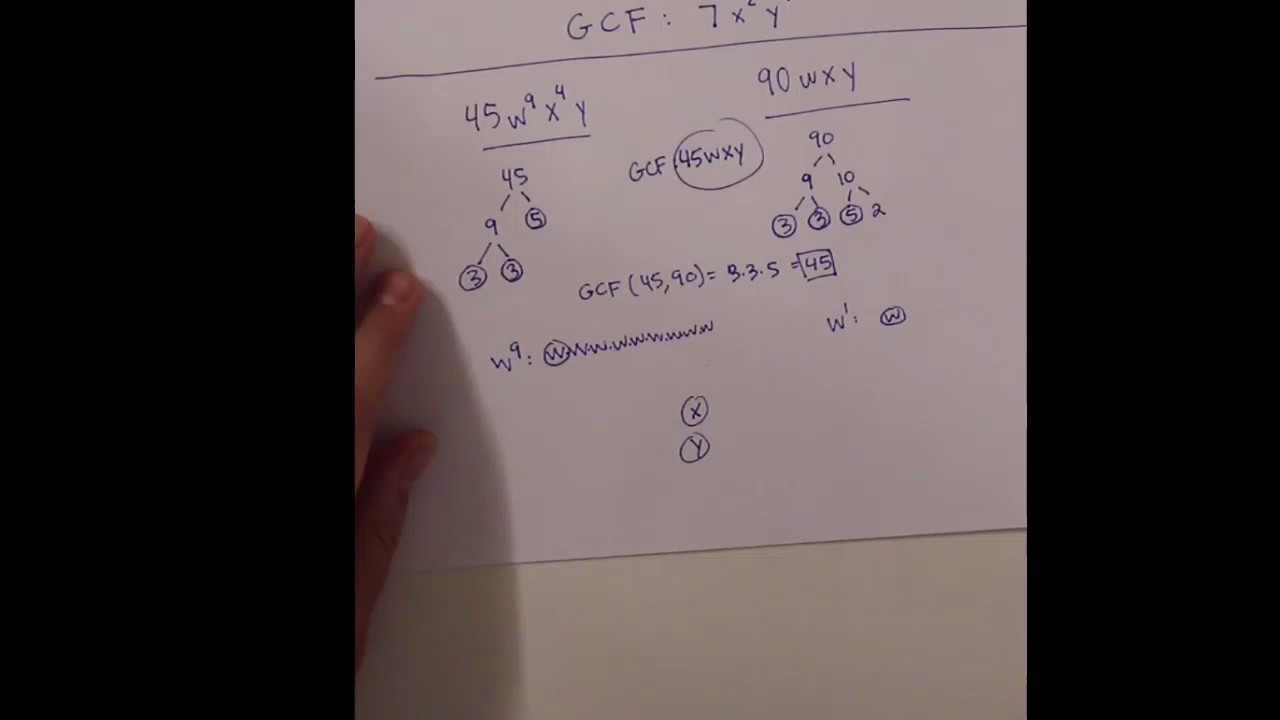 GCF: 7x²y
45w⁹x⁴y
90wxy
45
9 5
3 3
GCF: 45wxy
90
9 10
3 3 5 2
GCF(45,90)= 3·3·5 = 45
w⁹: w·w·w·w·w·w·w·w·w
w¹: w
x
y